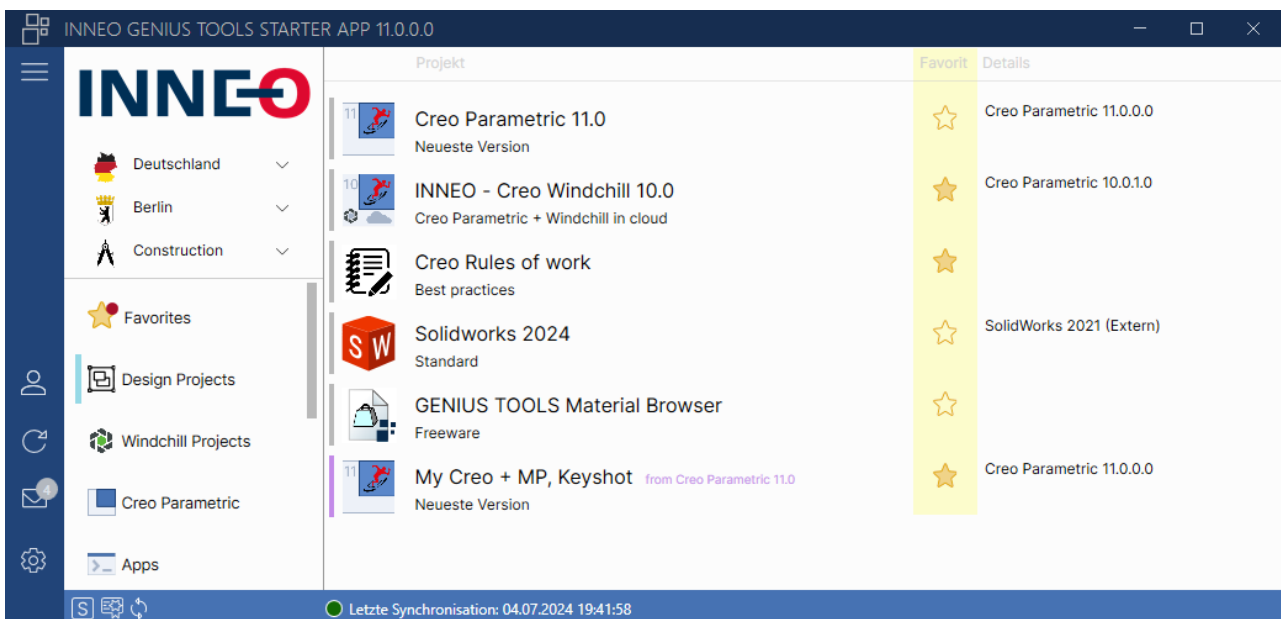 INNEO GENIUS TOOLS STARTER APP 11.0.0.0
INNEO
Deutschland
Berlin
Construction
Favorites
Design Projects
Windchill Projects
Creo Parametric
Apps
Projekt Favorit Details
11
Creo Parametric 11.0
Neueste Version
Creo Parametric 11.0.0.0
10
INNEO - Creo Windchill 10.0
Creo Parametric + Windchill in cloud
Creo Parametric 10.0.1.0
Creo Rules of work
Best practices
SW
Solidworks 2024
Standard
SolidWorks 2021 (Extern)
GENIUS TOOLS Material Browser
Freeware
11
My Creo + MP, Keyshot from Creo Parametric 11.0
Neueste Version
Creo Parametric 11.0.0.0
4
S
Letzte Synchronisation: 04.07.2024 19:41:58